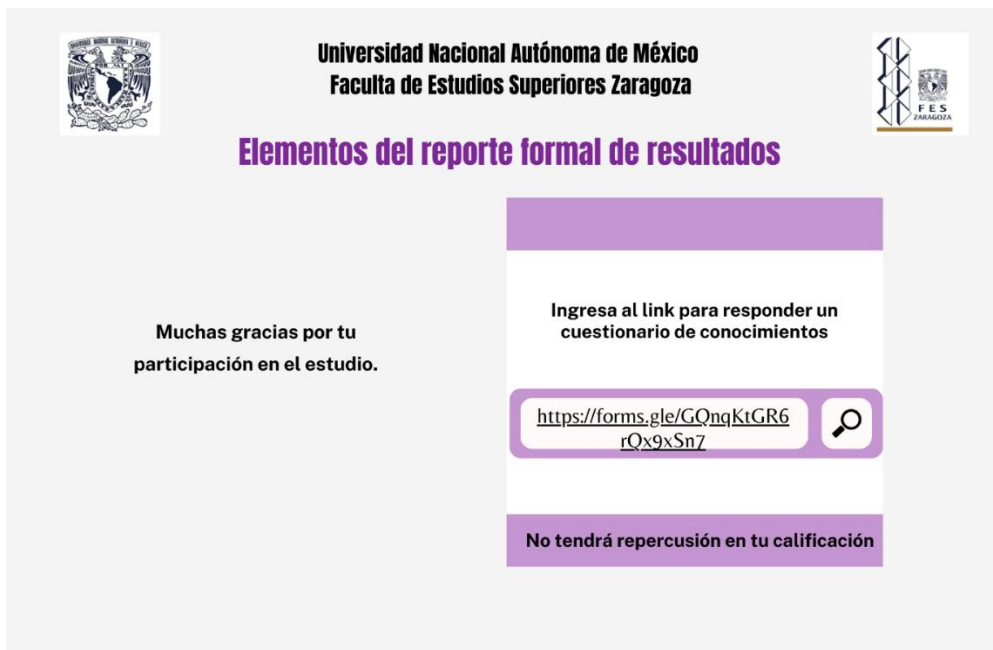 Universidad Nacional Autónoma de México
Faculta de Estudios Superiores Zaragoza
FES
ZARAGOZA
Elementos del reporte formal de resultados
Muchas gracias por tu
participación en el estudio.
Ingresa al link para responder un
cuestionario de conocimientos
https://forms.gle/GQnqKtGR6
rQx9xSn7
No tendrá repercusión en tu calificación